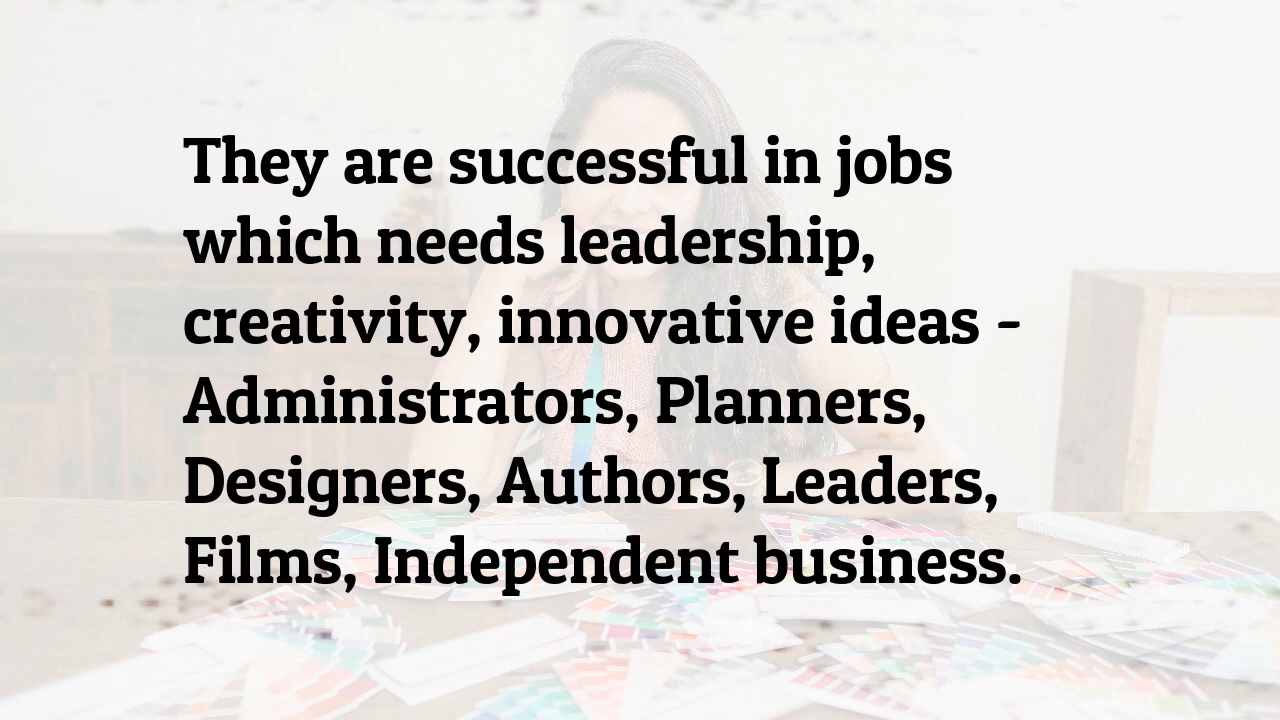 They are successful in jobs
which needs leadership,
creativity, innovative ideas -
Administrators, Planners,
Designers, Authors, Leaders,
Films, Independent business.